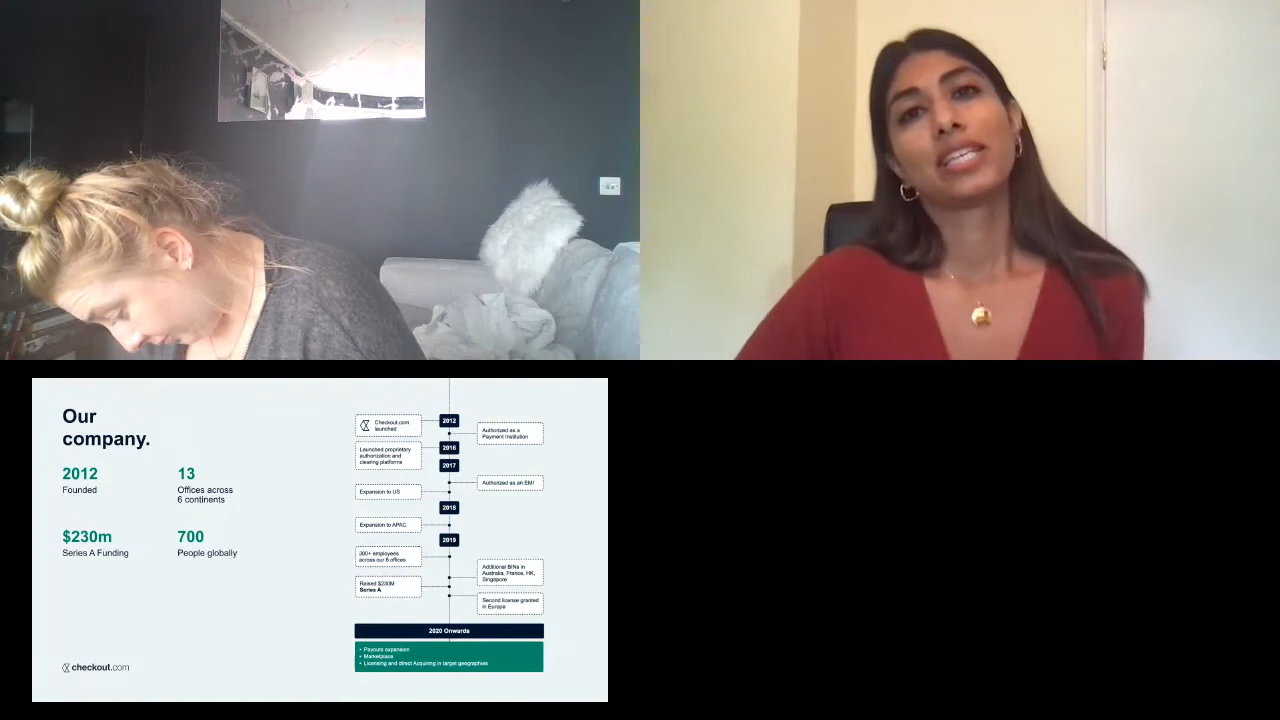 Our
company.
2012
Founded
13
Offices across
6 continents
$230m
Series A Funding
700
People globally
checkout.com
2012
Checkout.com
launched
Authorized as a
Payment Institution
2016
Launched proprietary
authorization and
clearing platforms
2017
Authorized as an EMI
Expansion to US
2018
Expansion to APAC
2019
300+ employees
across our 8 offices
Additional BINs in
Australia, France, HK,
Singapore
Raised $230M
Series A
Second license granted
in Europe
2020 Onwards
• Payouts expansion
• Marketplace
• Licensing and direct Acquiring in target geographies